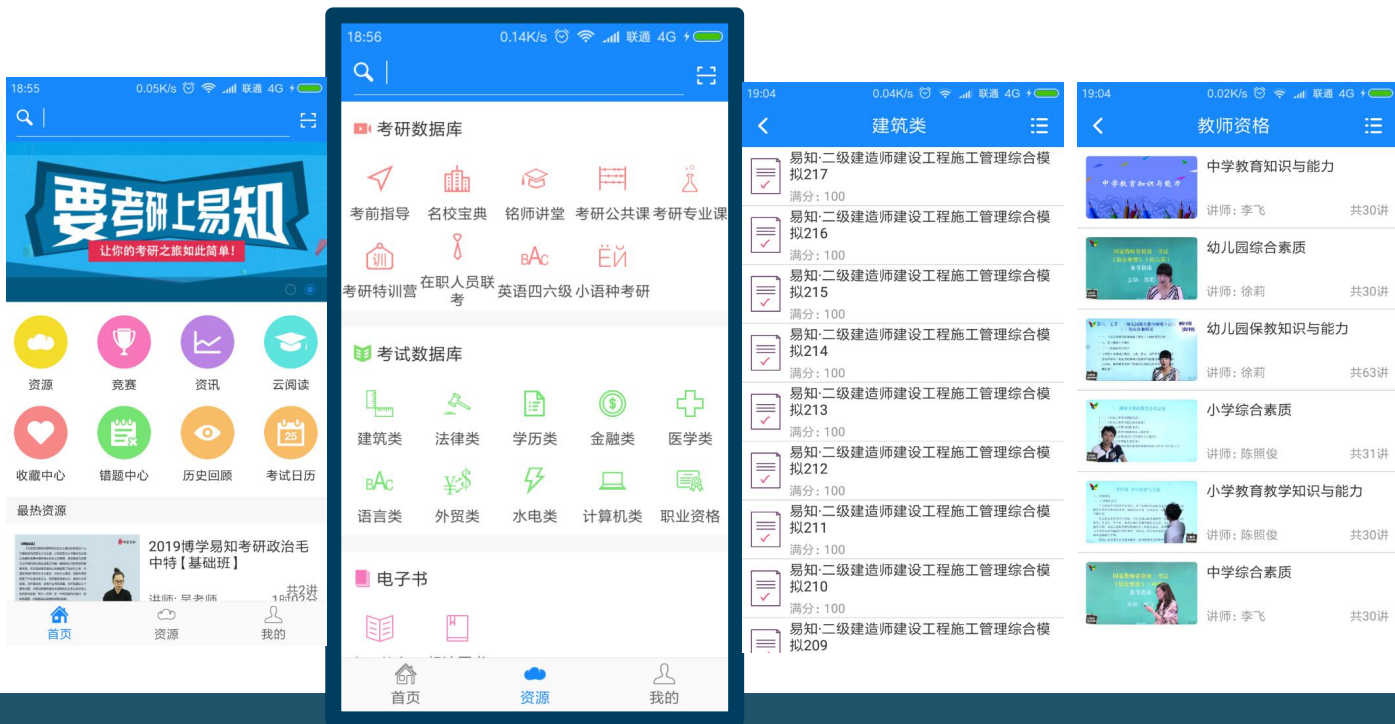 18:55 0.05K/s 联通 4G
要考研上易知
让你的考研之旅如此简单!
资源 竞赛 资讯 云阅读
25
收藏中心 错题中心 历史回顾 考试日历
最热资源
2019博学易知考研政治毛
中特【基础班】
讲师: 吴老师 共2讲
1时02分
首页 资源 我的
18:56 0.14K/s 联通 4G
考研数据库
考前指导 名校宝典 铭师讲堂 考研公共课 考研专业课
训 BAc ЁЙ
考研特训营 在职人员联考 英语四六级 小语种考研
考试数据库
建筑类 法律类 学历类 金融类 医学类
BAc
语言类 外贸类 水电类 计算机类 职业资格
电子书
首页 资源 我的
19:04 0.04K/s 联通 4G
建筑类
易知·二级建造师建设工程施工管理综合模
拟217
满分: 100
易知·二级建造师建设工程施工管理综合模
拟216
满分: 100
易知·二级建造师建设工程施工管理综合模
拟215
满分: 100
易知·二级建造师建设工程施工管理综合模
拟214
满分: 100
易知·二级建造师建设工程施工管理综合模
拟213
满分: 100
易知·二级建造师建设工程施工管理综合模
拟212
满分: 100
易知·二级建造师建设工程施工管理综合模
拟211
满分: 100
易知·二级建造师建设工程施工管理综合模
拟210
满分: 100
易知·二级建造师建设工程施工管理综合模
拟209
19:04 0.02K/s 联通 4G
教师资格
中学教育知识与能力
中学教育知识与能力
讲师: 李飞 共30讲
幼儿园综合素质
讲师: 徐莉 共30讲
幼儿园保教知识与能力
讲师: 徐莉 共63讲
小学综合素质
讲师: 陈照俊 共31讲
小学教育教学知识与能力
讲师: 陈照俊 共30讲
中学综合素质
讲师: 李飞 共30讲